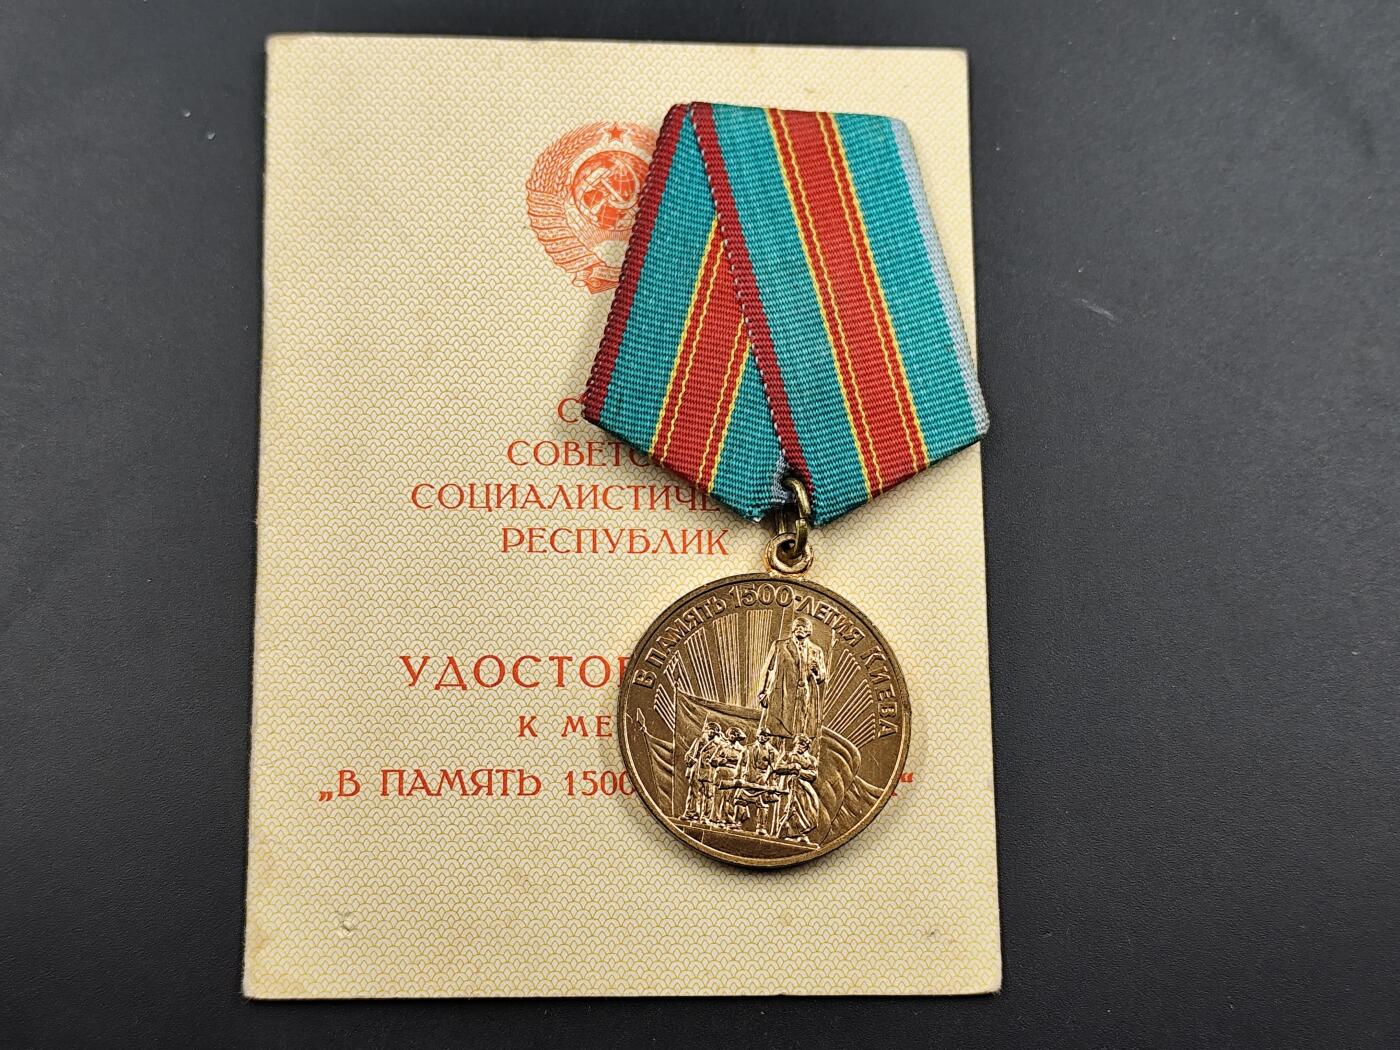 СОВЕТС
СОЦИАЛИСТИЧЕ
РЕСПУБЛИК
УДОСТОВ
К МЕ
„В ПАМЯТЬ 1500 “
В ПАМЯТЬ 1500-ЛЕТИЯ КИЕВА